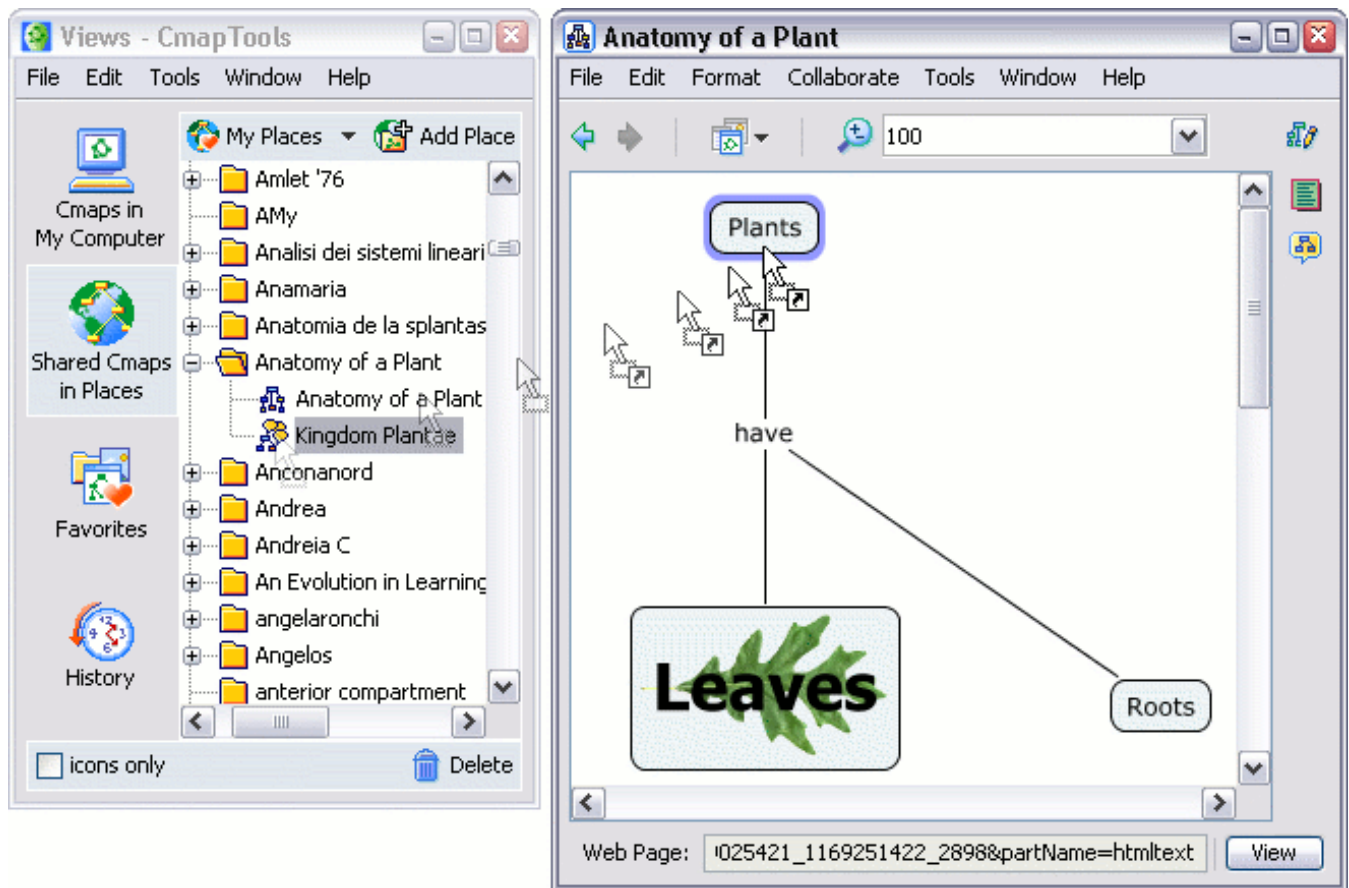 Views - CmapTools
File Edit Tools Window Help
My Places Add Place
Cmaps in
My Computer
Shared Cmaps
in Places
Favorites
History
Amlet '76
AMy
Analisi dei sistemi lineari
Anamaria
Anatomia de la splantas
Anatomy of a Plant
Anatomy of a Plant
Kingdom Plantae
Anconanord
Andrea
Andreia C
An Evolution in Learning
angelaronchi
Angelos
anterior compartment
icons only Delete
Anatomy of a Plant
File Edit Format Collaborate Tools Window Help
100
Plants
have
Leaves
Roots
Web Page: 025421_1169251422_2898&partName=htmltext View